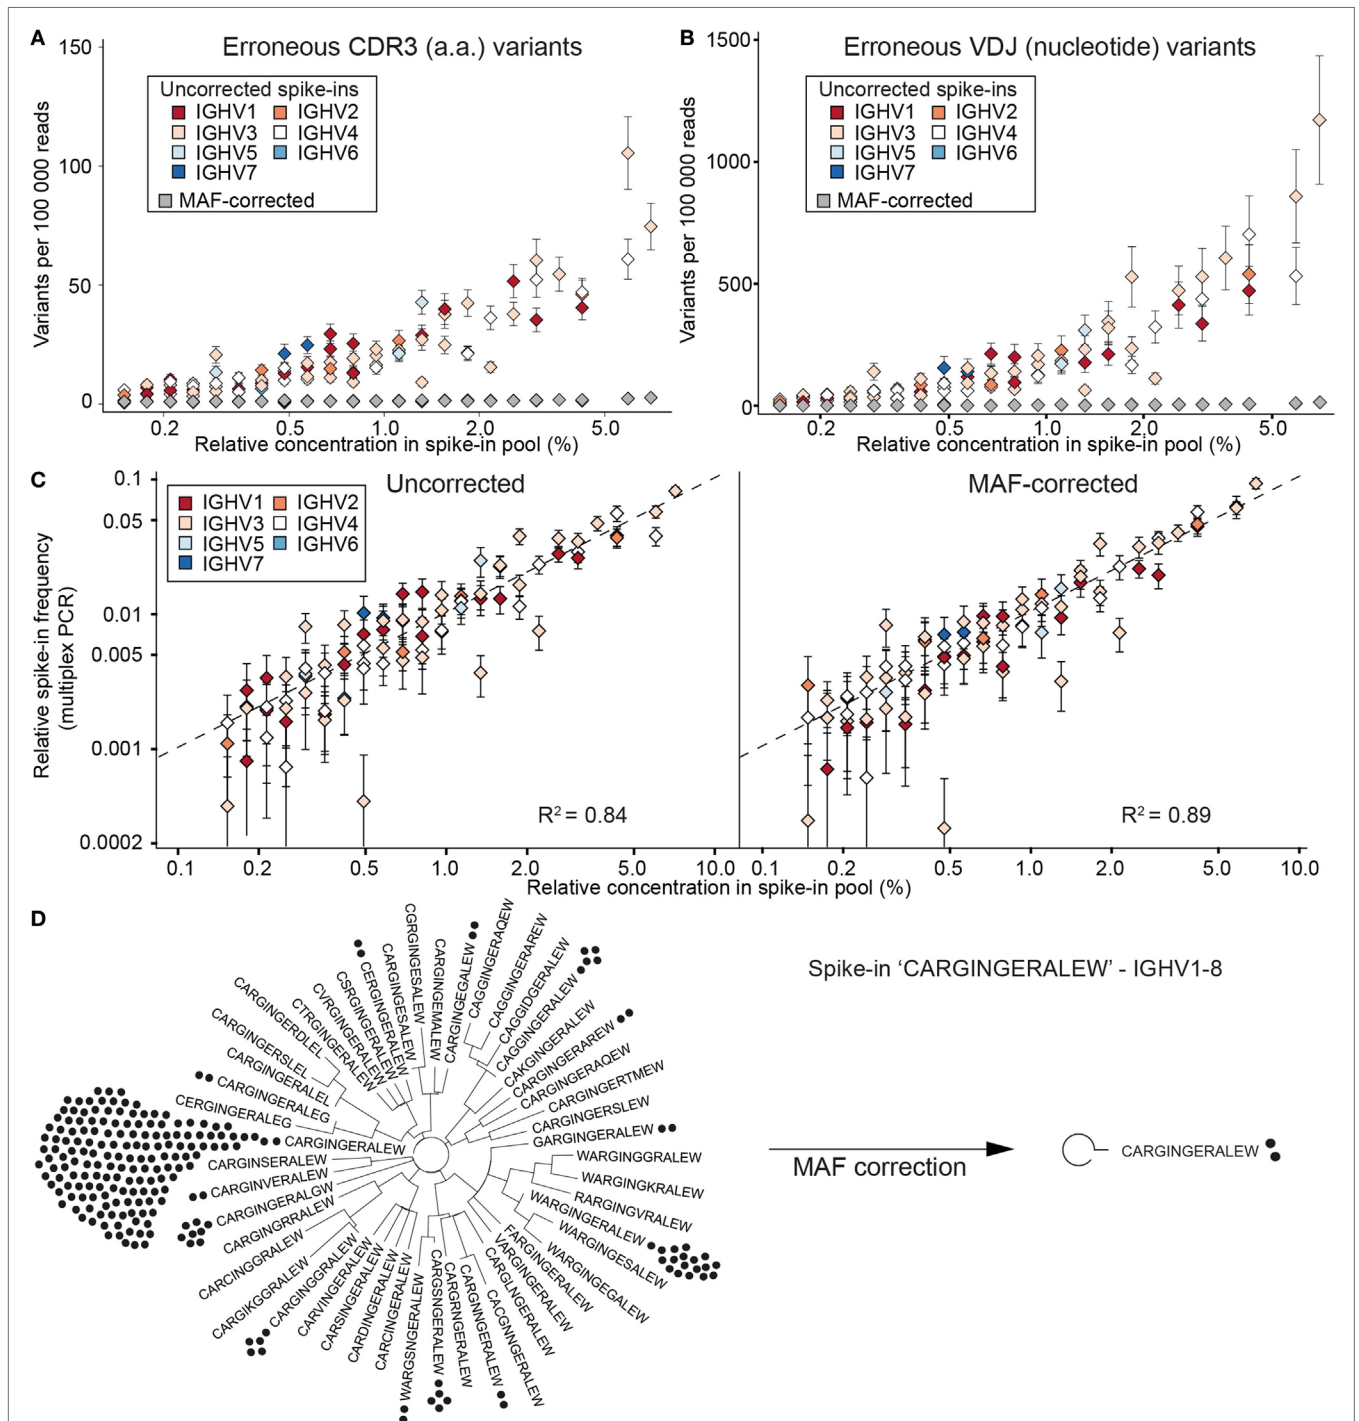 A
Erroneous CDR3 (a.a.) variants
150
100
50
0
Variants per 100 000 reads
Uncorrected spike-ins
IGHV1 IGHV2
IGHV3 IGHV4
IGHV5 IGHV6
IGHV7
MAF-corrected
0.2 0.5 1.0 2.0 5.0
Relative concentration in spike-in pool (%)
B
Erroneous VDJ (nucleotide) variants
1500
1000
500
0
Variants per 100 000 reads
Uncorrected spike-ins
IGHV1 IGHV2
IGHV3 IGHV4
IGHV5 IGHV6
IGHV7
MAF-corrected
0.2 0.5 1.0 2.0 5.0
Relative concentration in spike-in pool (%)
C
Uncorrected
MAF-corrected
0.1
0.05
0.01
0.005
0.001
0.0002
Relative spike-in frequency
(multiplex PCR)
IGHV1 IGHV2
IGHV3 IGHV4
IGHV5 IGHV6
IGHV7
R² = 0.84
R² = 0.89
0.1 0.2 0.5 1.0 2.0 5.0 10.0
0.1 0.2 0.5 1.0 2.0 5.0 10.0
Relative concentration in spike-in pool (%)
D
CARGINGERDLEL
CARGINGERSLEL
CARGINGERALEL
CARGINGERALEG
CERGINGERALEG
CARGINGERALEW
CARGINSERALEW
CARGINVERALEW
CARGINGERALGW
CARGINGRRALEW
CARCINGGRALEW
CARGIKGGRALEW
CARGINGGRALEW
CARVINGERALEW
CARSINGERALEW
CARDINGERALEW
CARCINGERALEW
WARGSNGERALEW
CARGSNGERALEW
CARGRNGERALEW
CARGNNGERALEW
CACGNNGERALEW
CARGLNGERALEW
VARGINGERALEW
FARGINGERALEW
WARGINGEGALEW
WARGINGESALEW
WARGINGERALEW
RARGINGVRALEW
WARGINGKRALEW
WARGINGGRALEW
GARGINGERALEW
CARGINGERSLEW
CARGINGERTMEW
CARGINGERAQEW
CARGINGERAREW
CAKGINGERALEW
CAGGINGERALEW
CAGGIDGERALEW
CAGGINGERAREW
CAGGINGERAQEW
CARGINGEGALEW
CARGINGEMALEW
CGRGINGESALEW
CARGINGESALEW
CERGINGERALEW
CSRGINGERALEW
CVRGINGERALEW
CTRGINGERALEW
Spike-in ‘CARGINGERALEW’ - IGHV1-8
MAF correction
CARGINGERALEW